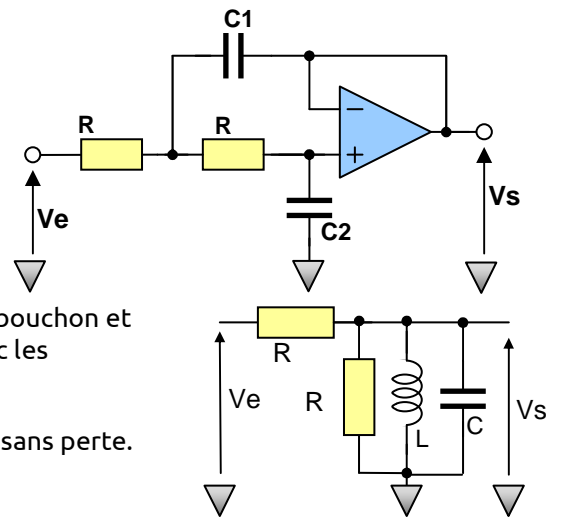 C1
R R
Ve
Vs
C2
bouchon et
c les
R
Ve R L C Vs
sans perte.